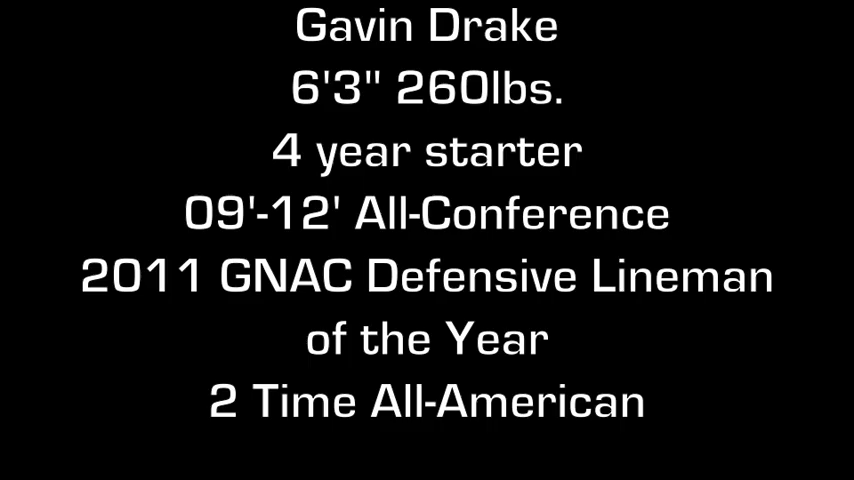 Gavin Drake
6'3" 260lbs.
4 year starter
09'-12' All-Conference
2011 GNAC Defensive Lineman
of the Year
2 Time All-American